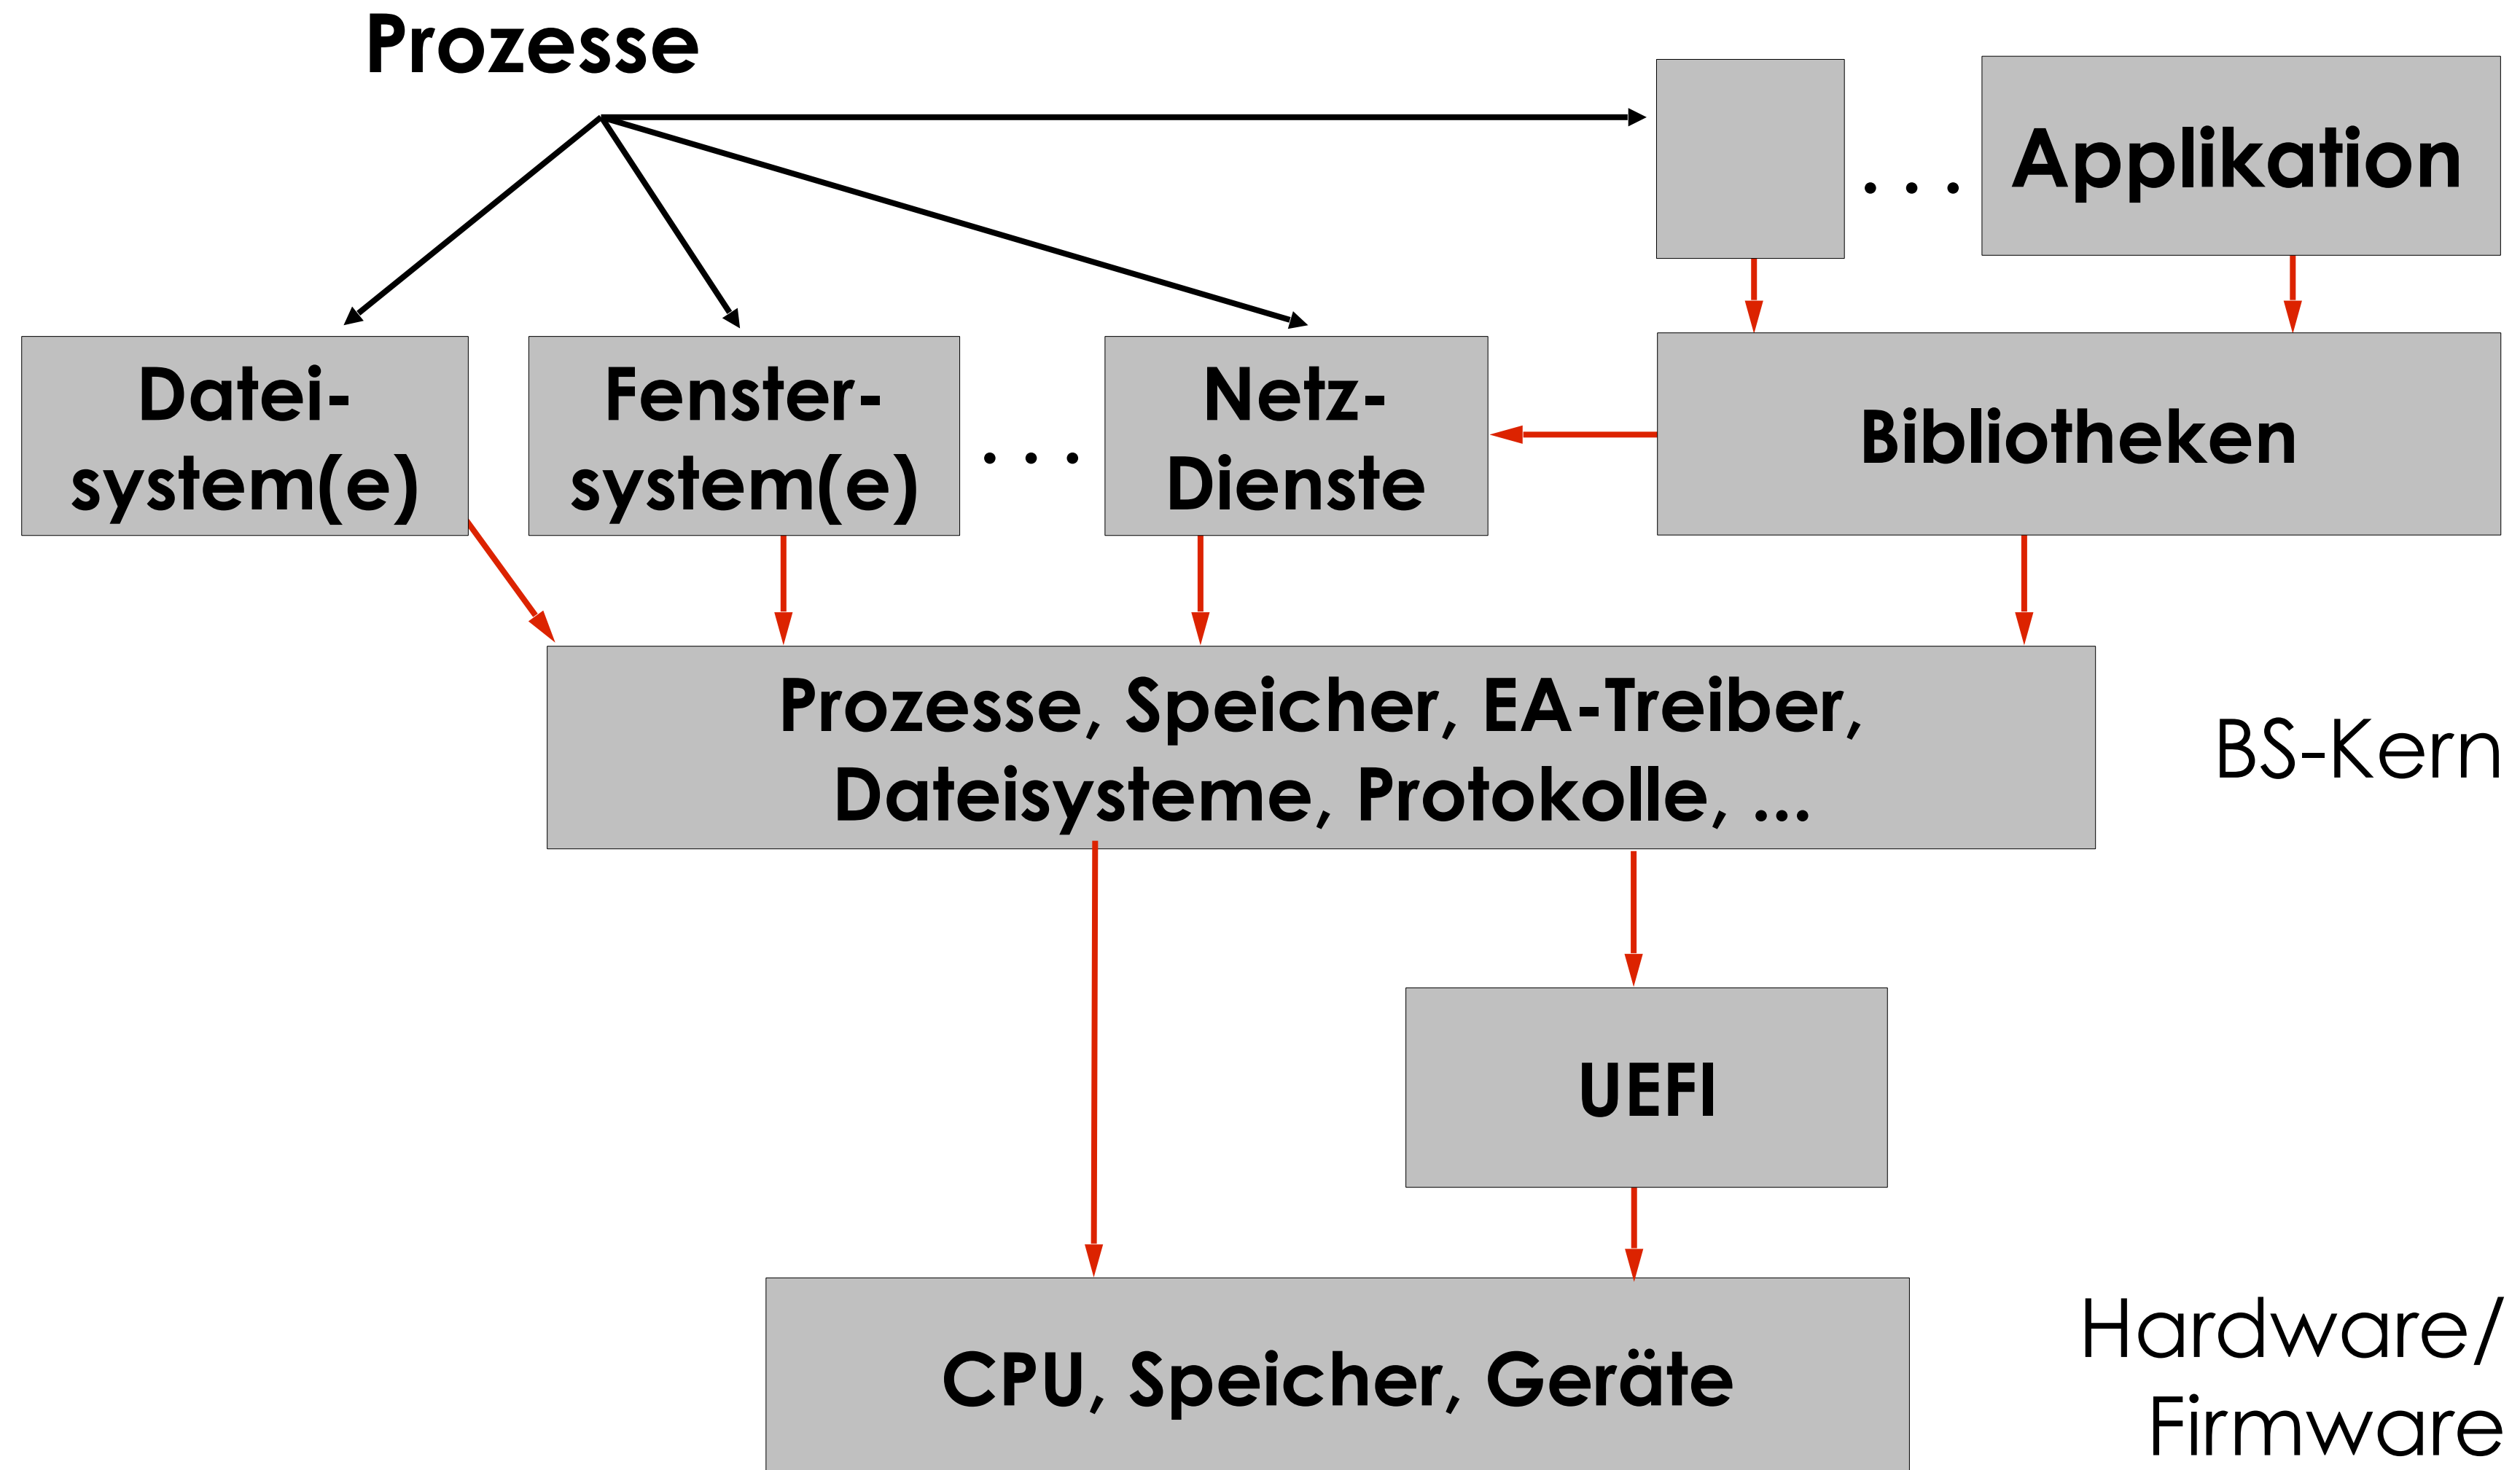 Prozesse
. . .
Applikation
Datei-
system(e)
Fenster-
system(e)
. . .
Netz-
Dienste
Bibliotheken
Prozesse, Speicher, EA-Treiber,
Dateisysteme, Protokolle, ...
BS-Kern
UEFI
CPU, Speicher, Geräte
Hardware/
Firmware